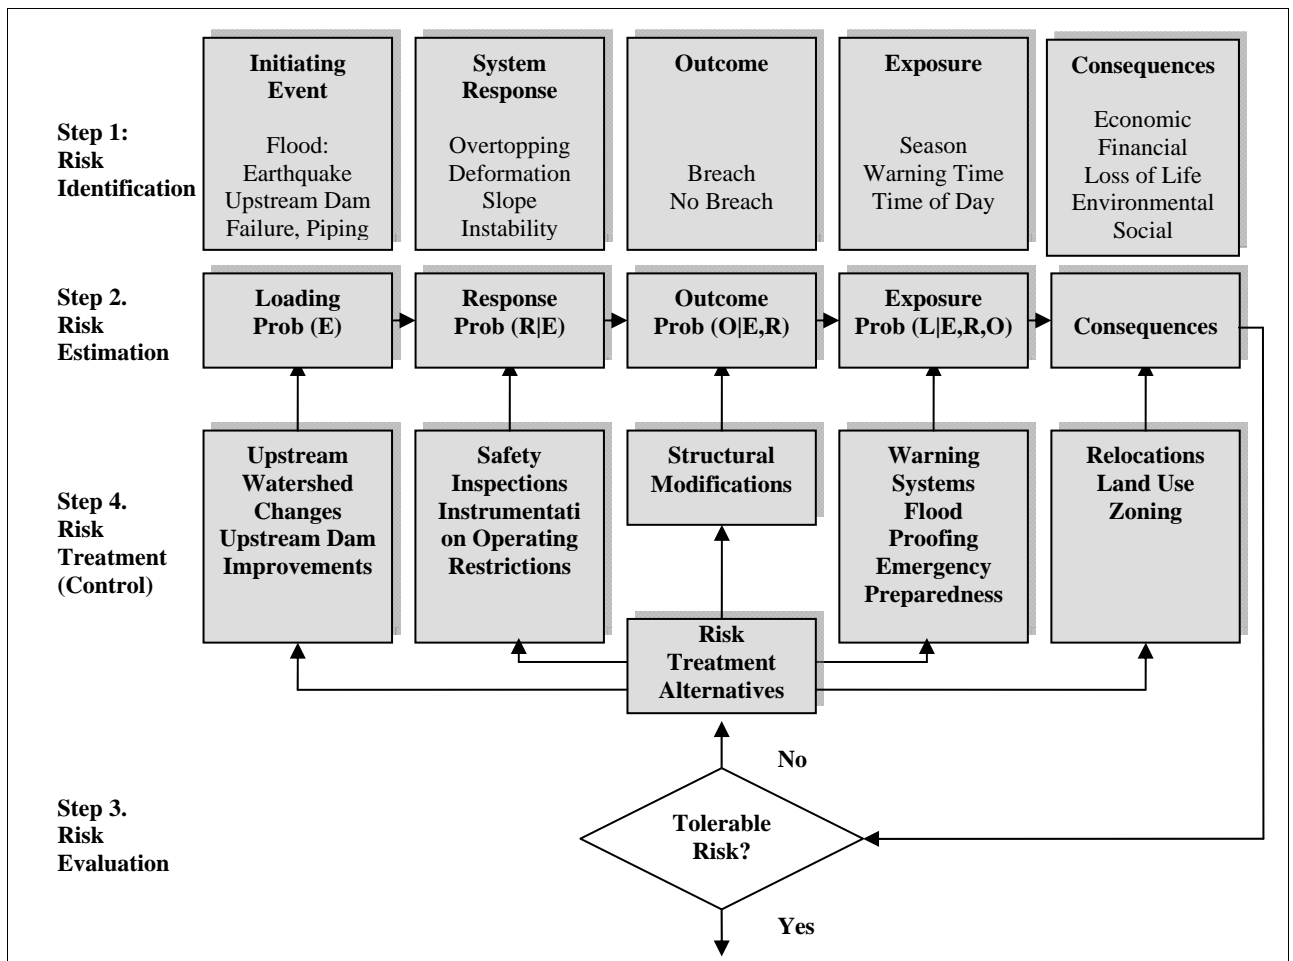 Step 1:
Risk
Identification
Initiating
Event
Flood:
Earthquake
Upstream Dam
Failure, Piping
System
Response
Overtopping
Deformation
Slope
Instability
Outcome
Breach
No Breach
Exposure
Season
Warning Time
Time of Day
Consequences
Economic
Financial
Loss of Life
Environmental
Social
Step 2.
Risk
Estimation
Loading
Prob (E)
Response
Prob (R|E)
Outcome
Prob (O|E,R)
Exposure
Prob (L|E,R,O)
Consequences
Step 4.
Risk
Treatment
(Control)
Upstream
Watershed
Changes
Upstream Dam
Improvements
Safety
Inspections
Instrumentati
on Operating
Restrictions
Structural
Modifications
Warning
Systems
Flood
Proofing
Emergency
Preparedness
Relocations
Land Use
Zoning
Risk
Treatment
Alternatives
No
Step 3.
Risk
Evaluation
Tolerable
Risk?
Yes